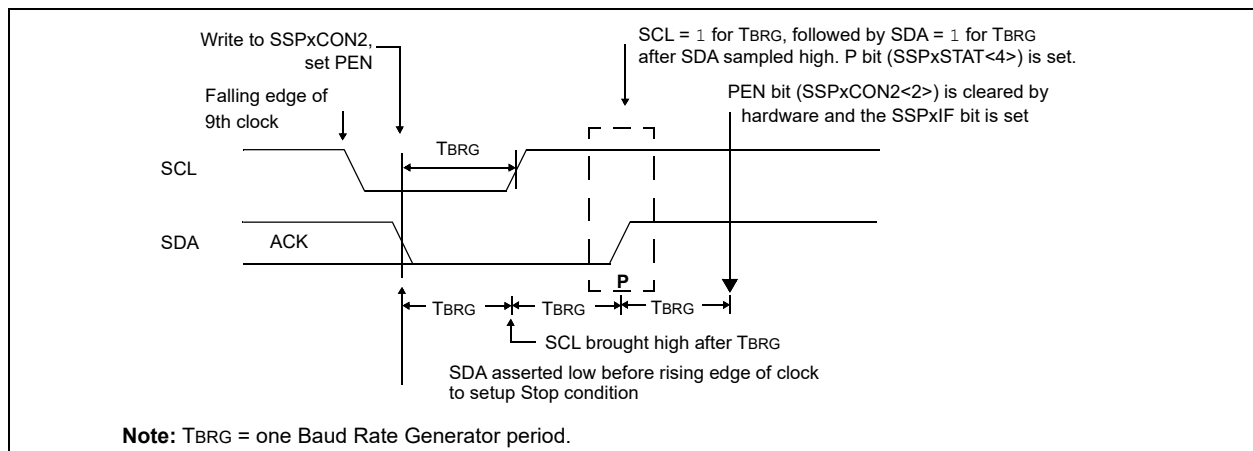 Write to SSPxCON2,
set PEN
SCL = 1 for TBRG, followed by SDA = 1 for TBRG
after SDA sampled high. P bit (SSPxSTAT<4>) is set.
Falling edge of
9th clock
PEN bit (SSPxCON2<2>) is cleared by
hardware and the SSPxIF bit is set
TBRG
SCL
SDA
ACK
P
TBRG
TBRG
TBRG
SCL brought high after TBRG
SDA asserted low before rising edge of clock
to setup Stop condition
Note: TBRG = one Baud Rate Generator period.